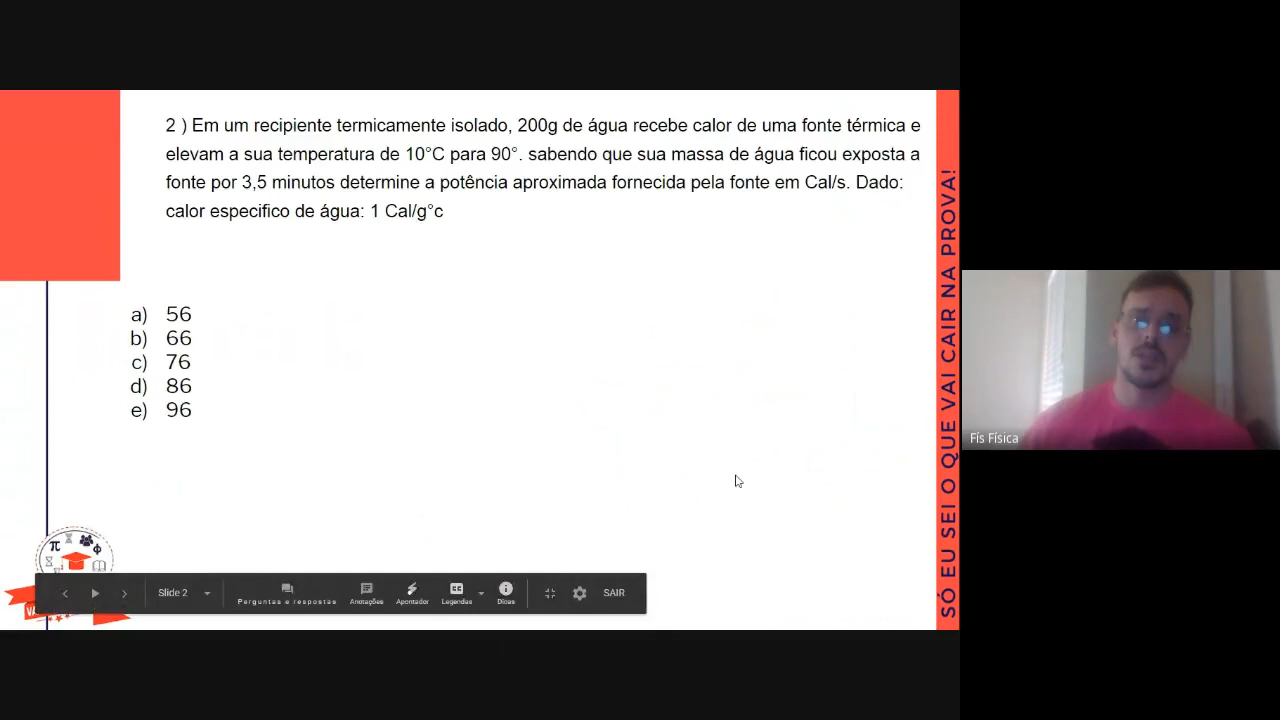 2 ) Em um recipiente termicamente isolado, 200g de água recebe calor de uma fonte térmica e
elevam a sua temperatura de 10°C para 90°. sabendo que sua massa de água ficou exposta a
fonte por 3,5 minutos determine a potência aproximada fornecida pela fonte em Cal/s. Dado:
calor especifico de água: 1 Cal/g°c
a) 56
b) 66
c) 76
d) 86
e) 96
SÓ EU SEI O QUE VAI CAIR NA PROVA!
Fís Física
π
Φ
Slide 2
Perguntas e respostas
Anotações
Apontador
CC
Legendas
Dicas
SAIR